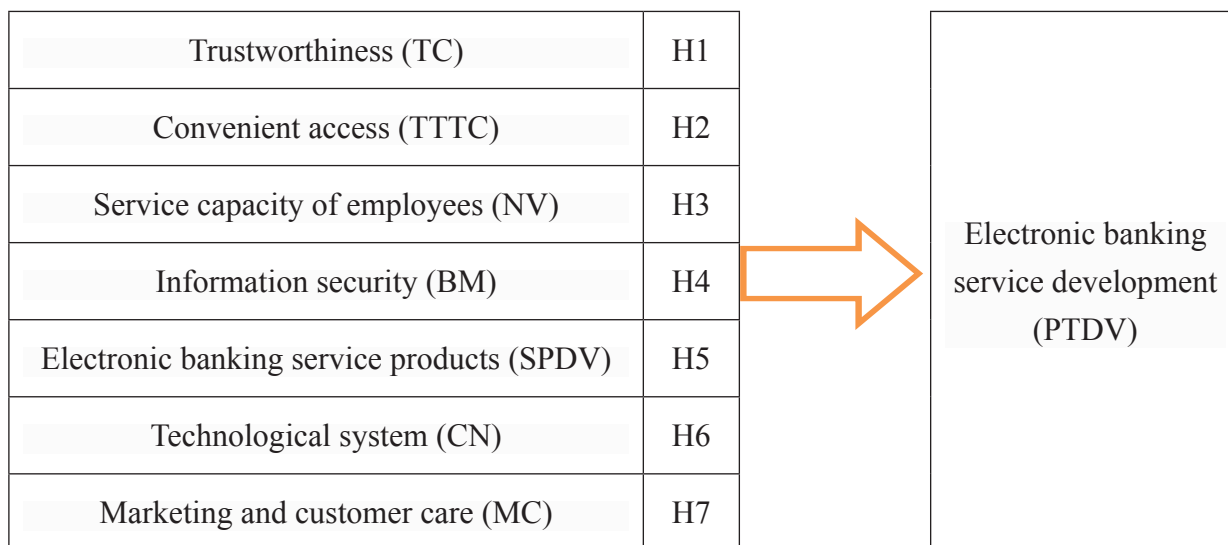 Trustworthiness (TC) H1
Convenient access (TTTC) H2
Service capacity of employees (NV) H3
Information security (BM) H4
Electronic banking service products (SPDV) H5
Technological system (CN) H6
Marketing and customer care (MC) H7
Electronic banking
service development
(PTDV)